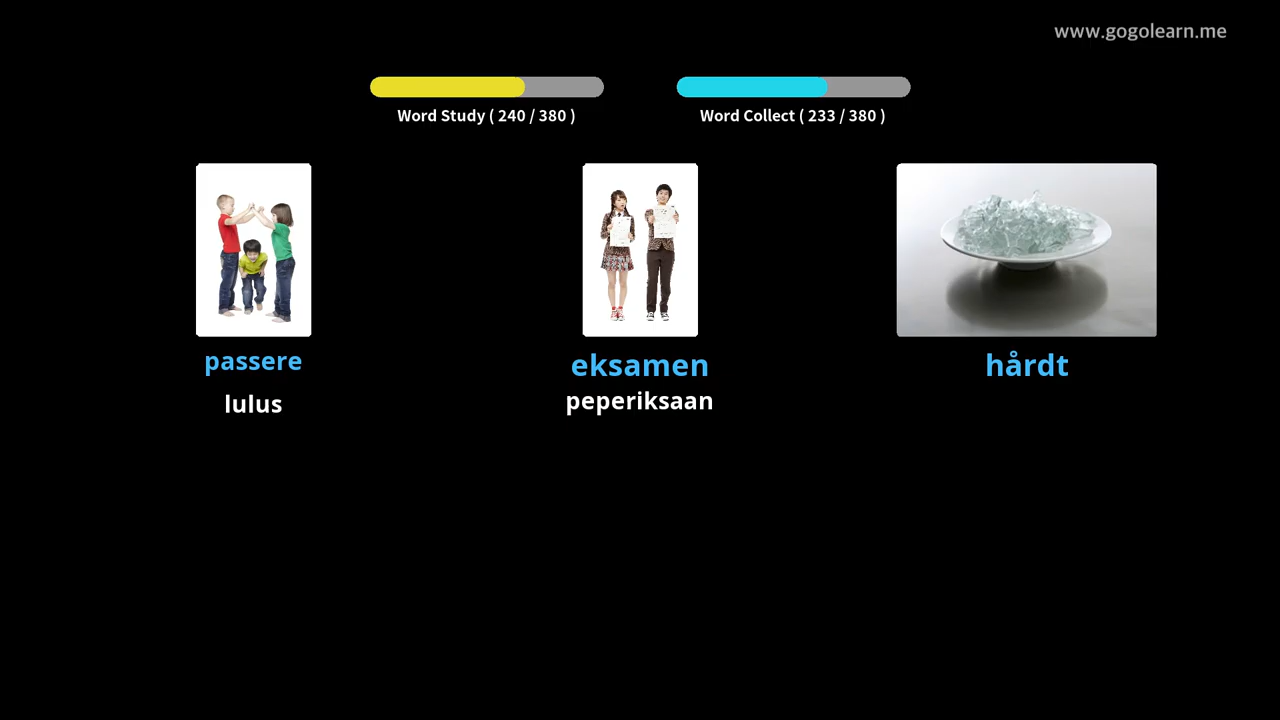 www.gogolearn.me
Word Study ( 240 / 380 )
Word Collect ( 233 / 380 )
passere
lulus
eksamen
peperiksaan
hårdt